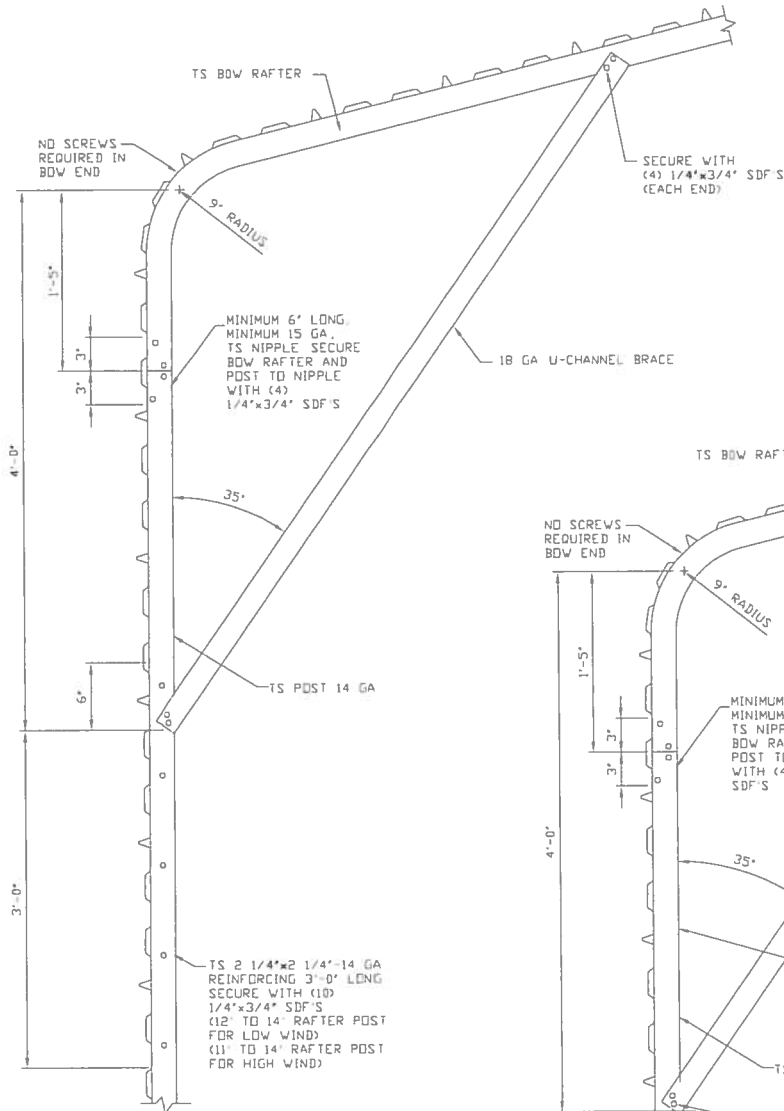 TS BOW RAFTER
NO SCREWS
REQUIRED IN
BOW END
SECURE WITH
(4) 1/4"x3/4" SDF'S
(EACH END)
9" RADIUS
1'-5"
3"
3"
MINIMUM 6" LONG,
MINIMUM 15 GA,
TS NIPPLE SECURE
BOW RAFTER AND
POST TO NIPPLE
WITH (4)
1/4"x3/4" SDF'S
18 GA U-CHANNEL BRACE
4'-0"
35°
6"
TS POST 14 GA
3'-0"
TS 2 1/4"x2 1/4"-14 GA
REINFORCING 3'-0" LONG
SECURE WITH (10)
1/4"x3/4" SDF'S
(12' TO 14' RAFTER POST
FOR LOW WIND)
(11' TO 14' RAFTER POST
FOR HIGH WIND)
TS BOW RAFT
NO SCREWS
REQUIRED IN
BOW END
9" RADIUS
1'-5"
3"
3"
MINIMUM
MINIMUM
TS NIPP
BOW RA
POST T
WITH (4
SDF'S
4'-0"
35°
TS